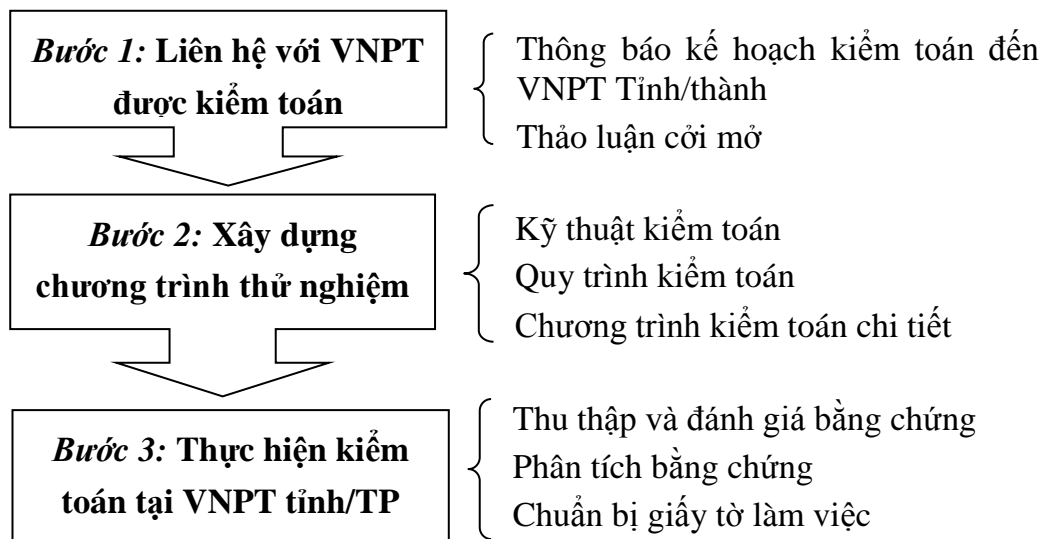 Bước 1: Liên hệ với VNPT
được kiểm toán
Thông báo kế hoạch kiểm toán đến
VNPT Tỉnh/thành
Thảo luận cởi mở
Bước 2: Xây dựng
chương trình thử nghiệm
Kỹ thuật kiểm toán
Quy trình kiểm toán
Chương trình kiểm toán chi tiết
Bước 3: Thực hiện kiểm
toán tại VNPT tỉnh/TP
Thu thập và đánh giá bằng chứng
Phân tích bằng chứng
Chuẩn bị giấy tờ làm việc